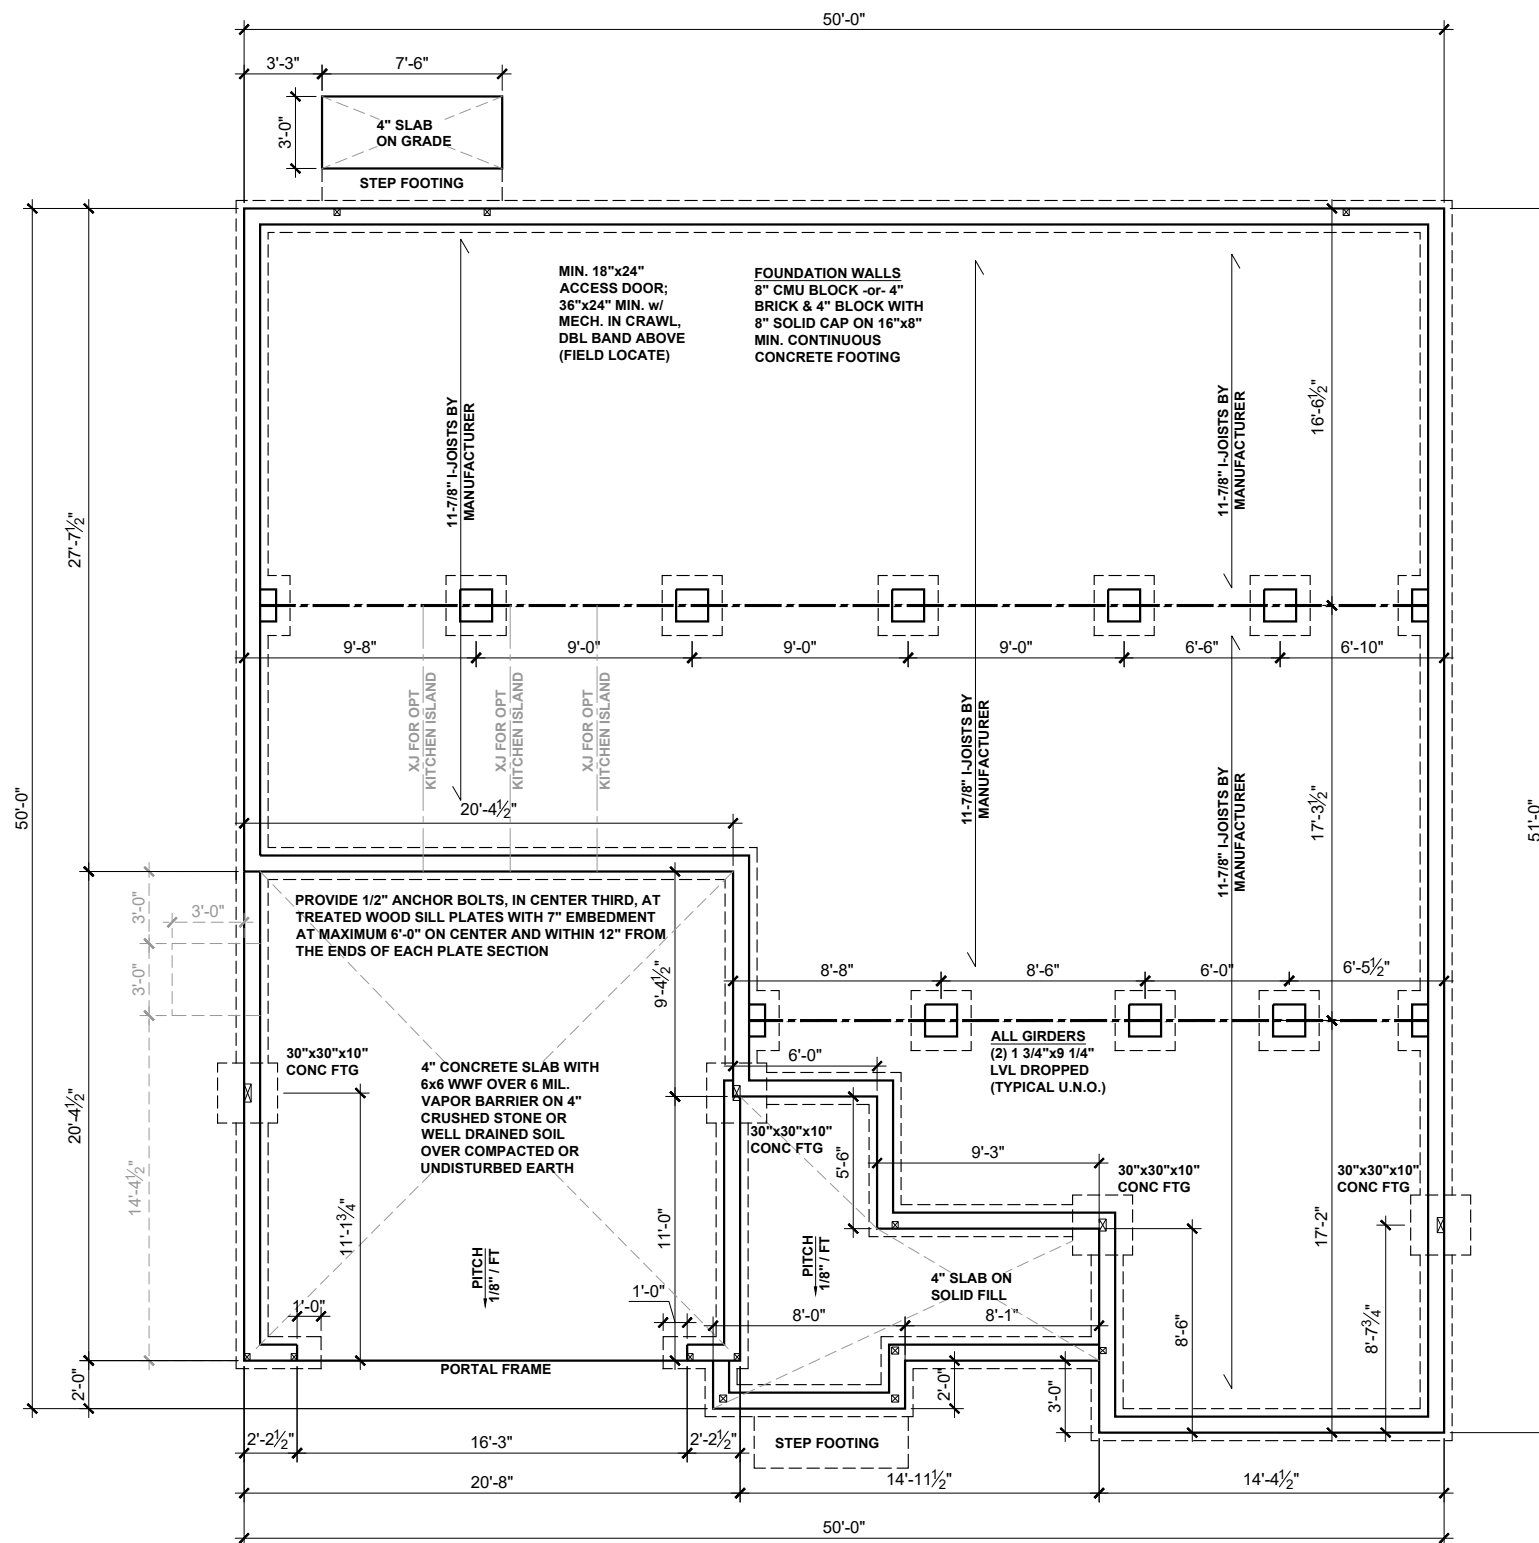 50'-0"
3'-3"
7'-6"
3'-0"
4" SLAB
ON GRADE
STEP FOOTING
MIN. 18"x24"
ACCESS DOOR;
36"x24" MIN. w/
MECH. IN CRAWL,
DBL BAND ABOVE
(FIELD LOCATE)
FOUNDATION WALLS
8" CMU BLOCK -or- 4"
BRICK & 4" BLOCK WITH
8" SOLID CAP ON 16"x8"
MIN. CONTINUOUS
CONCRETE FOOTING
11-7/8" I-JOISTS BY
MANUFACTURER
11-7/8" I-JOISTS BY
MANUFACTURER
16'-6½"
27'-7½"
9'-8"
9'-0"
9'-0"
9'-0"
6'-6"
6'-10"
XJ FOR OPT
KITCHEN ISLAND
XJ FOR OPT
KITCHEN ISLAND
XJ FOR OPT
KITCHEN ISLAND
11-7/8" I-JOISTS BY
MANUFACTURER
11-7/8" I-JOISTS BY
MANUFACTURER
17'-3½"
50'-0"
51'-0"
20'-4½"
PROVIDE 1/2" ANCHOR BOLTS, IN CENTER THIRD, AT
TREATED WOOD SILL PLATES WITH 7" EMBEDMENT
AT MAXIMUM 6'-0" ON CENTER AND WITHIN 12" FROM
THE ENDS OF EACH PLATE SECTION
3'-0"
3'-0"
3'-0"
9'-4½"
8'-8"
8'-6"
6'-0"
6'-5½"
ALL GIRDERS
(2) 1 3/4"x9 1/4"
LVL DROPPED
(TYPICAL U.N.O.)
30"x30"x10"
CONC FTG
4" CONCRETE SLAB WITH
6x6 WWF OVER 6 MIL.
VAPOR BARRIER ON 4"
CRUSHED STONE OR
WELL DRAINED SOIL
OVER COMPACTED OR
UNDISTURBED EARTH
6'-0"
30"x30"x10"
CONC FTG
5'-6"
9'-3"
30"x30"x10"
CONC FTG
30"x30"x10"
CONC FTG
20'-4½"
14'-4½"
11'-1¾"
11'-0"
17'-2"
PITCH
1/8" / FT
PITCH
1/8" / FT
4" SLAB ON
SOLID FILL
1'-0"
1'-0"
8'-0"
8'-1"
8'-6"
8'-7¾"
PORTAL FRAME
2'-0"
2'-0"
3'-0"
STEP FOOTING
2'-2½"
16'-3"
2'-2½"
20'-8"
14'-11½"
14'-4½"
50'-0"